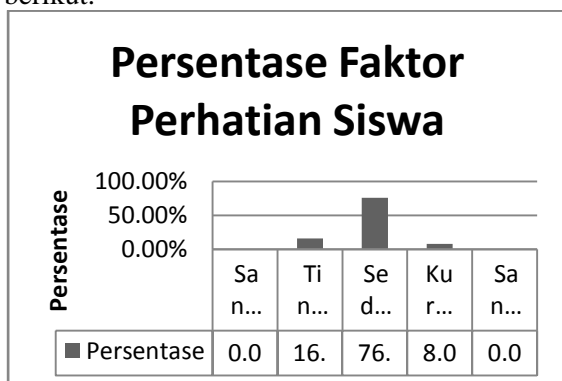 berikut:
Persentase Faktor
Perhatian Siswa
Persentase
100.00%
50.00%
0.00%
Sa
n...
Ti
n...
Se
d...
Ku
r...
Sa
n...
Persentase 0.0 16. 76. 8.0 0.0